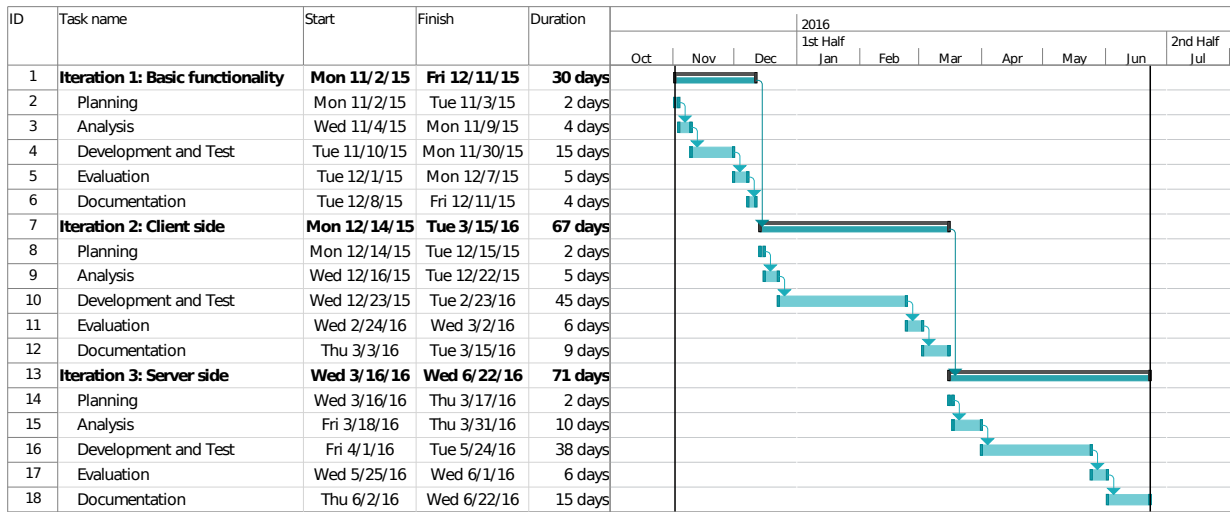 ID Task name Start Finish Duration
2016
1st Half 2nd Half
Oct Nov Dec Jan Feb Mar Apr May Jun Jul
1 Iteration 1: Basic functionality Mon 11/2/15 Fri 12/11/15 30 days
2 Planning Mon 11/2/15 Tue 11/3/15 2 days
3 Analysis Wed 11/4/15 Mon 11/9/15 4 days
4 Development and Test Tue 11/10/15 Mon 11/30/15 15 days
5 Evaluation Tue 12/1/15 Mon 12/7/15 5 days
6 Documentation Tue 12/8/15 Fri 12/11/15 4 days
7 Iteration 2: Client side Mon 12/14/15 Tue 3/15/16 67 days
8 Planning Mon 12/14/15 Tue 12/15/15 2 days
9 Analysis Wed 12/16/15 Tue 12/22/15 5 days
10 Development and Test Wed 12/23/15 Tue 2/23/16 45 days
11 Evaluation Wed 2/24/16 Wed 3/2/16 6 days
12 Documentation Thu 3/3/16 Tue 3/15/16 9 days
13 Iteration 3: Server side Wed 3/16/16 Wed 6/22/16 71 days
14 Planning Wed 3/16/16 Thu 3/17/16 2 days
15 Analysis Fri 3/18/16 Thu 3/31/16 10 days
16 Development and Test Fri 4/1/16 Tue 5/24/16 38 days
17 Evaluation Wed 5/25/16 Wed 6/1/16 6 days
18 Documentation Thu 6/2/16 Wed 6/22/16 15 days